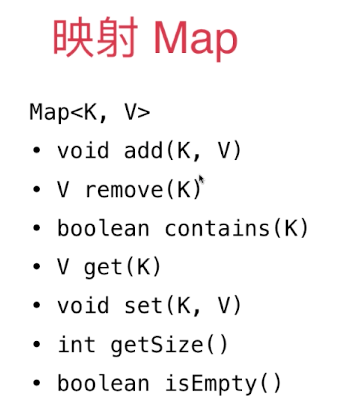 映射 Map
Map<K, V>
• void add(K, V)
• V remove(K)
• boolean contains(K)
• V get(K)
• void set(K, V)
• int getSize()
• boolean isEmpty()